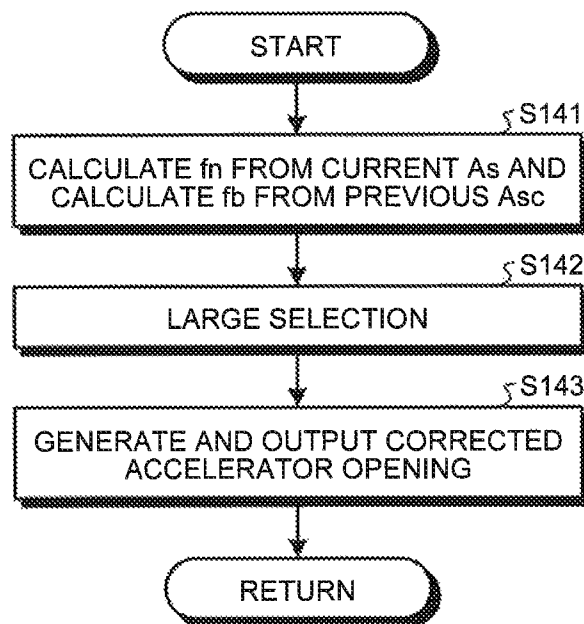 START
S141
CALCULATE fn FROM CURRENT As AND
CALCULATE fb FROM PREVIOUS Asc
S142
LARGE SELECTION
S143
GENERATE AND OUTPUT CORRECTED
ACCELERATOR OPENING
RETURN